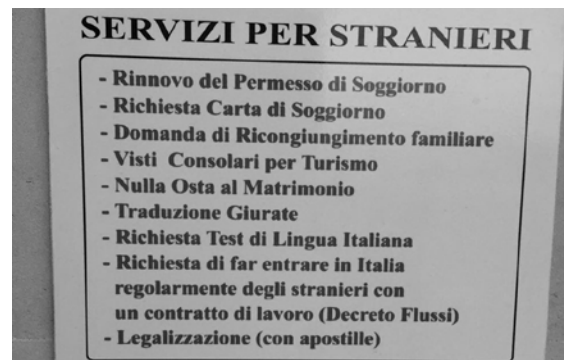 SERVIZI PER STRANIERI
- Rinnovo del Permesso di Soggiorno
- Richiesta Carta di Soggiorno
- Domanda di Ricongiungimento familiare
- Visti Consolari per Turismo
- Nulla Osta al Matrimonio
- Traduzione Giurate
- Richiesta Test di Lingua Italiana
- Richiesta di far entrare in Italia
regolarmente degli stranieri con
un contratto di lavoro (Decreto Flussi)
- Legalizzazione (con apostille)